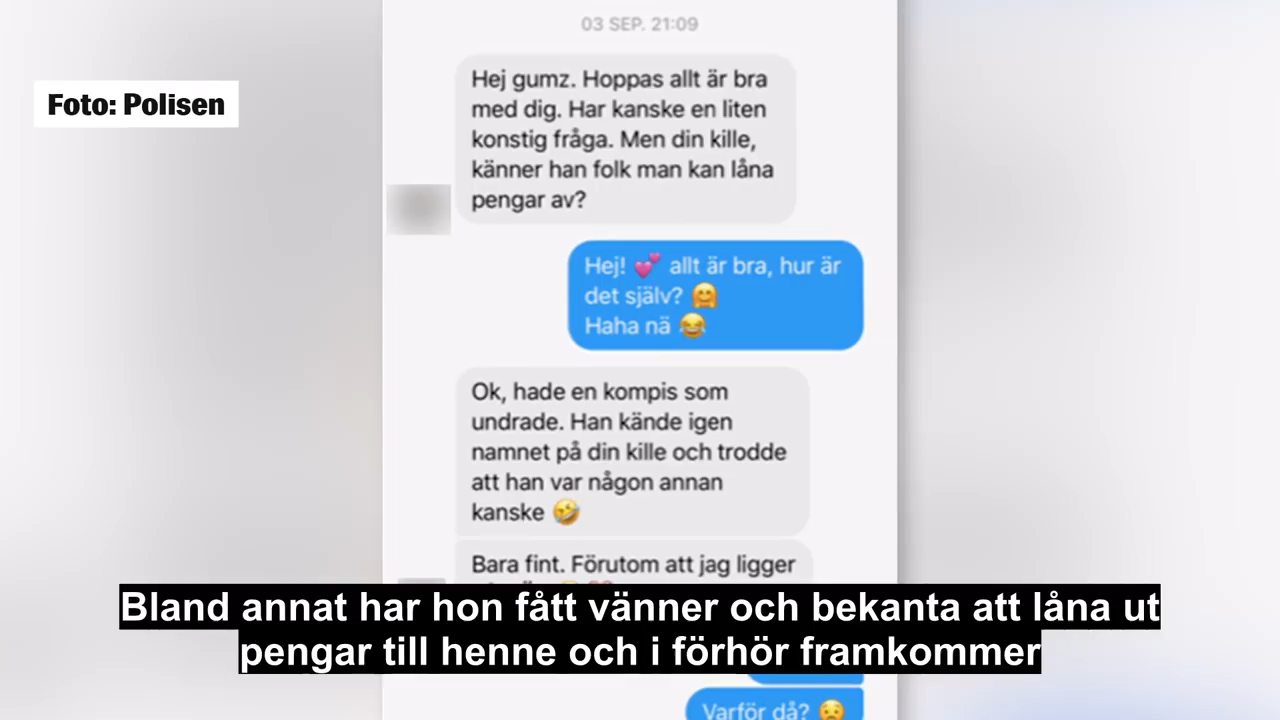 03 SEP. 21:09
Foto: Polisen
Hej gumz. Hoppas allt är bra
med dig. Har kanske en liten
konstig fråga. Men din kille,
känner han folk man kan låna
pengar av?
Hej! 💕 allt är bra, hur är
det själv? 🤗
Haha nä 😂
Ok, hade en kompis som
undrade. Han kände igen
namnet på din kille och trodde
att han var någon annan
kanske 🤣
Bara fint. Förutom att jag ligger
Bland annat har hon fått vänner och bekanta att låna ut
pengar till henne och i förhör framkommer
Varför då? 😟